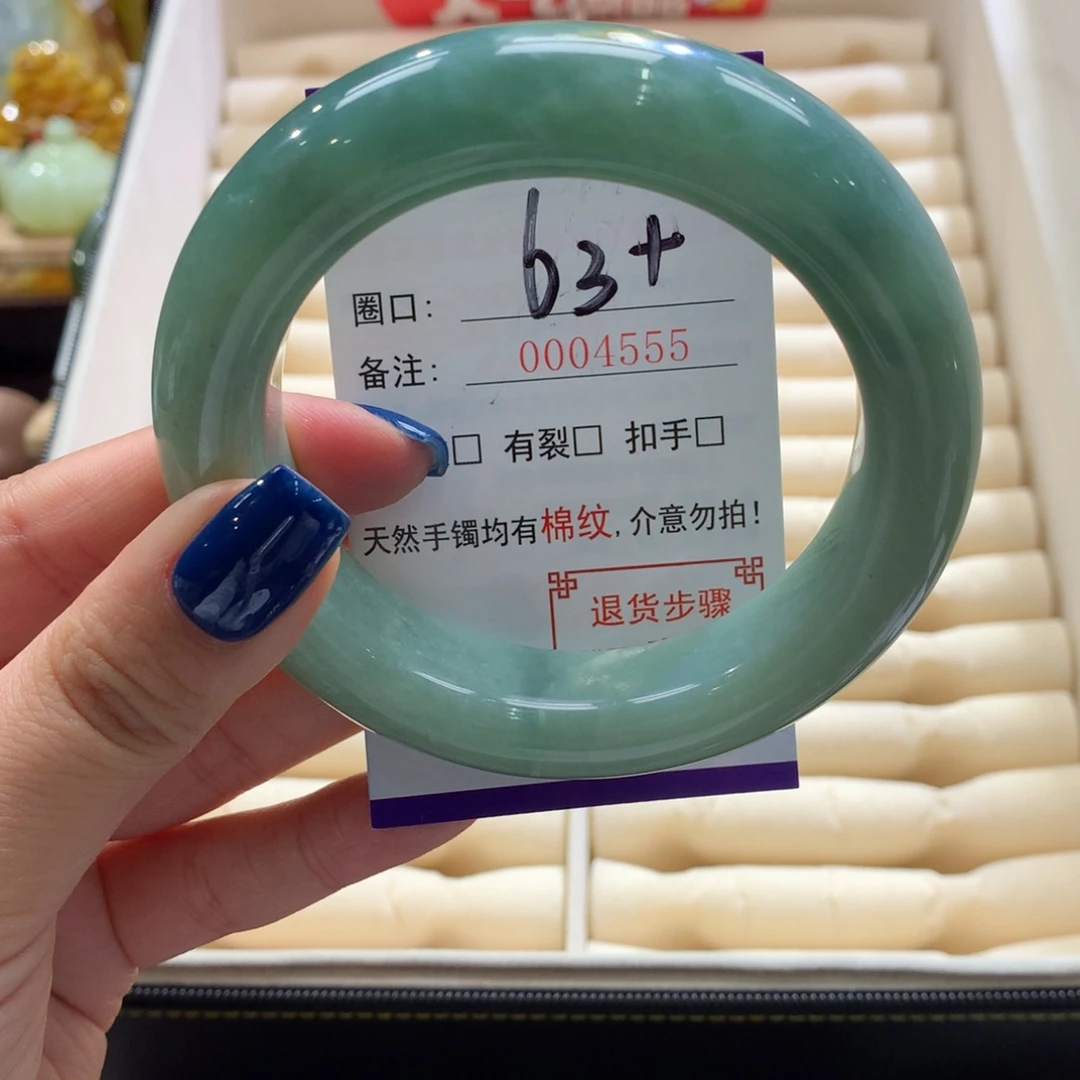 圈口: 63+
备注: 0004555
□ 有裂□ 扣手□
天然手镯均有棉纹, 介意勿拍!
退货步骤